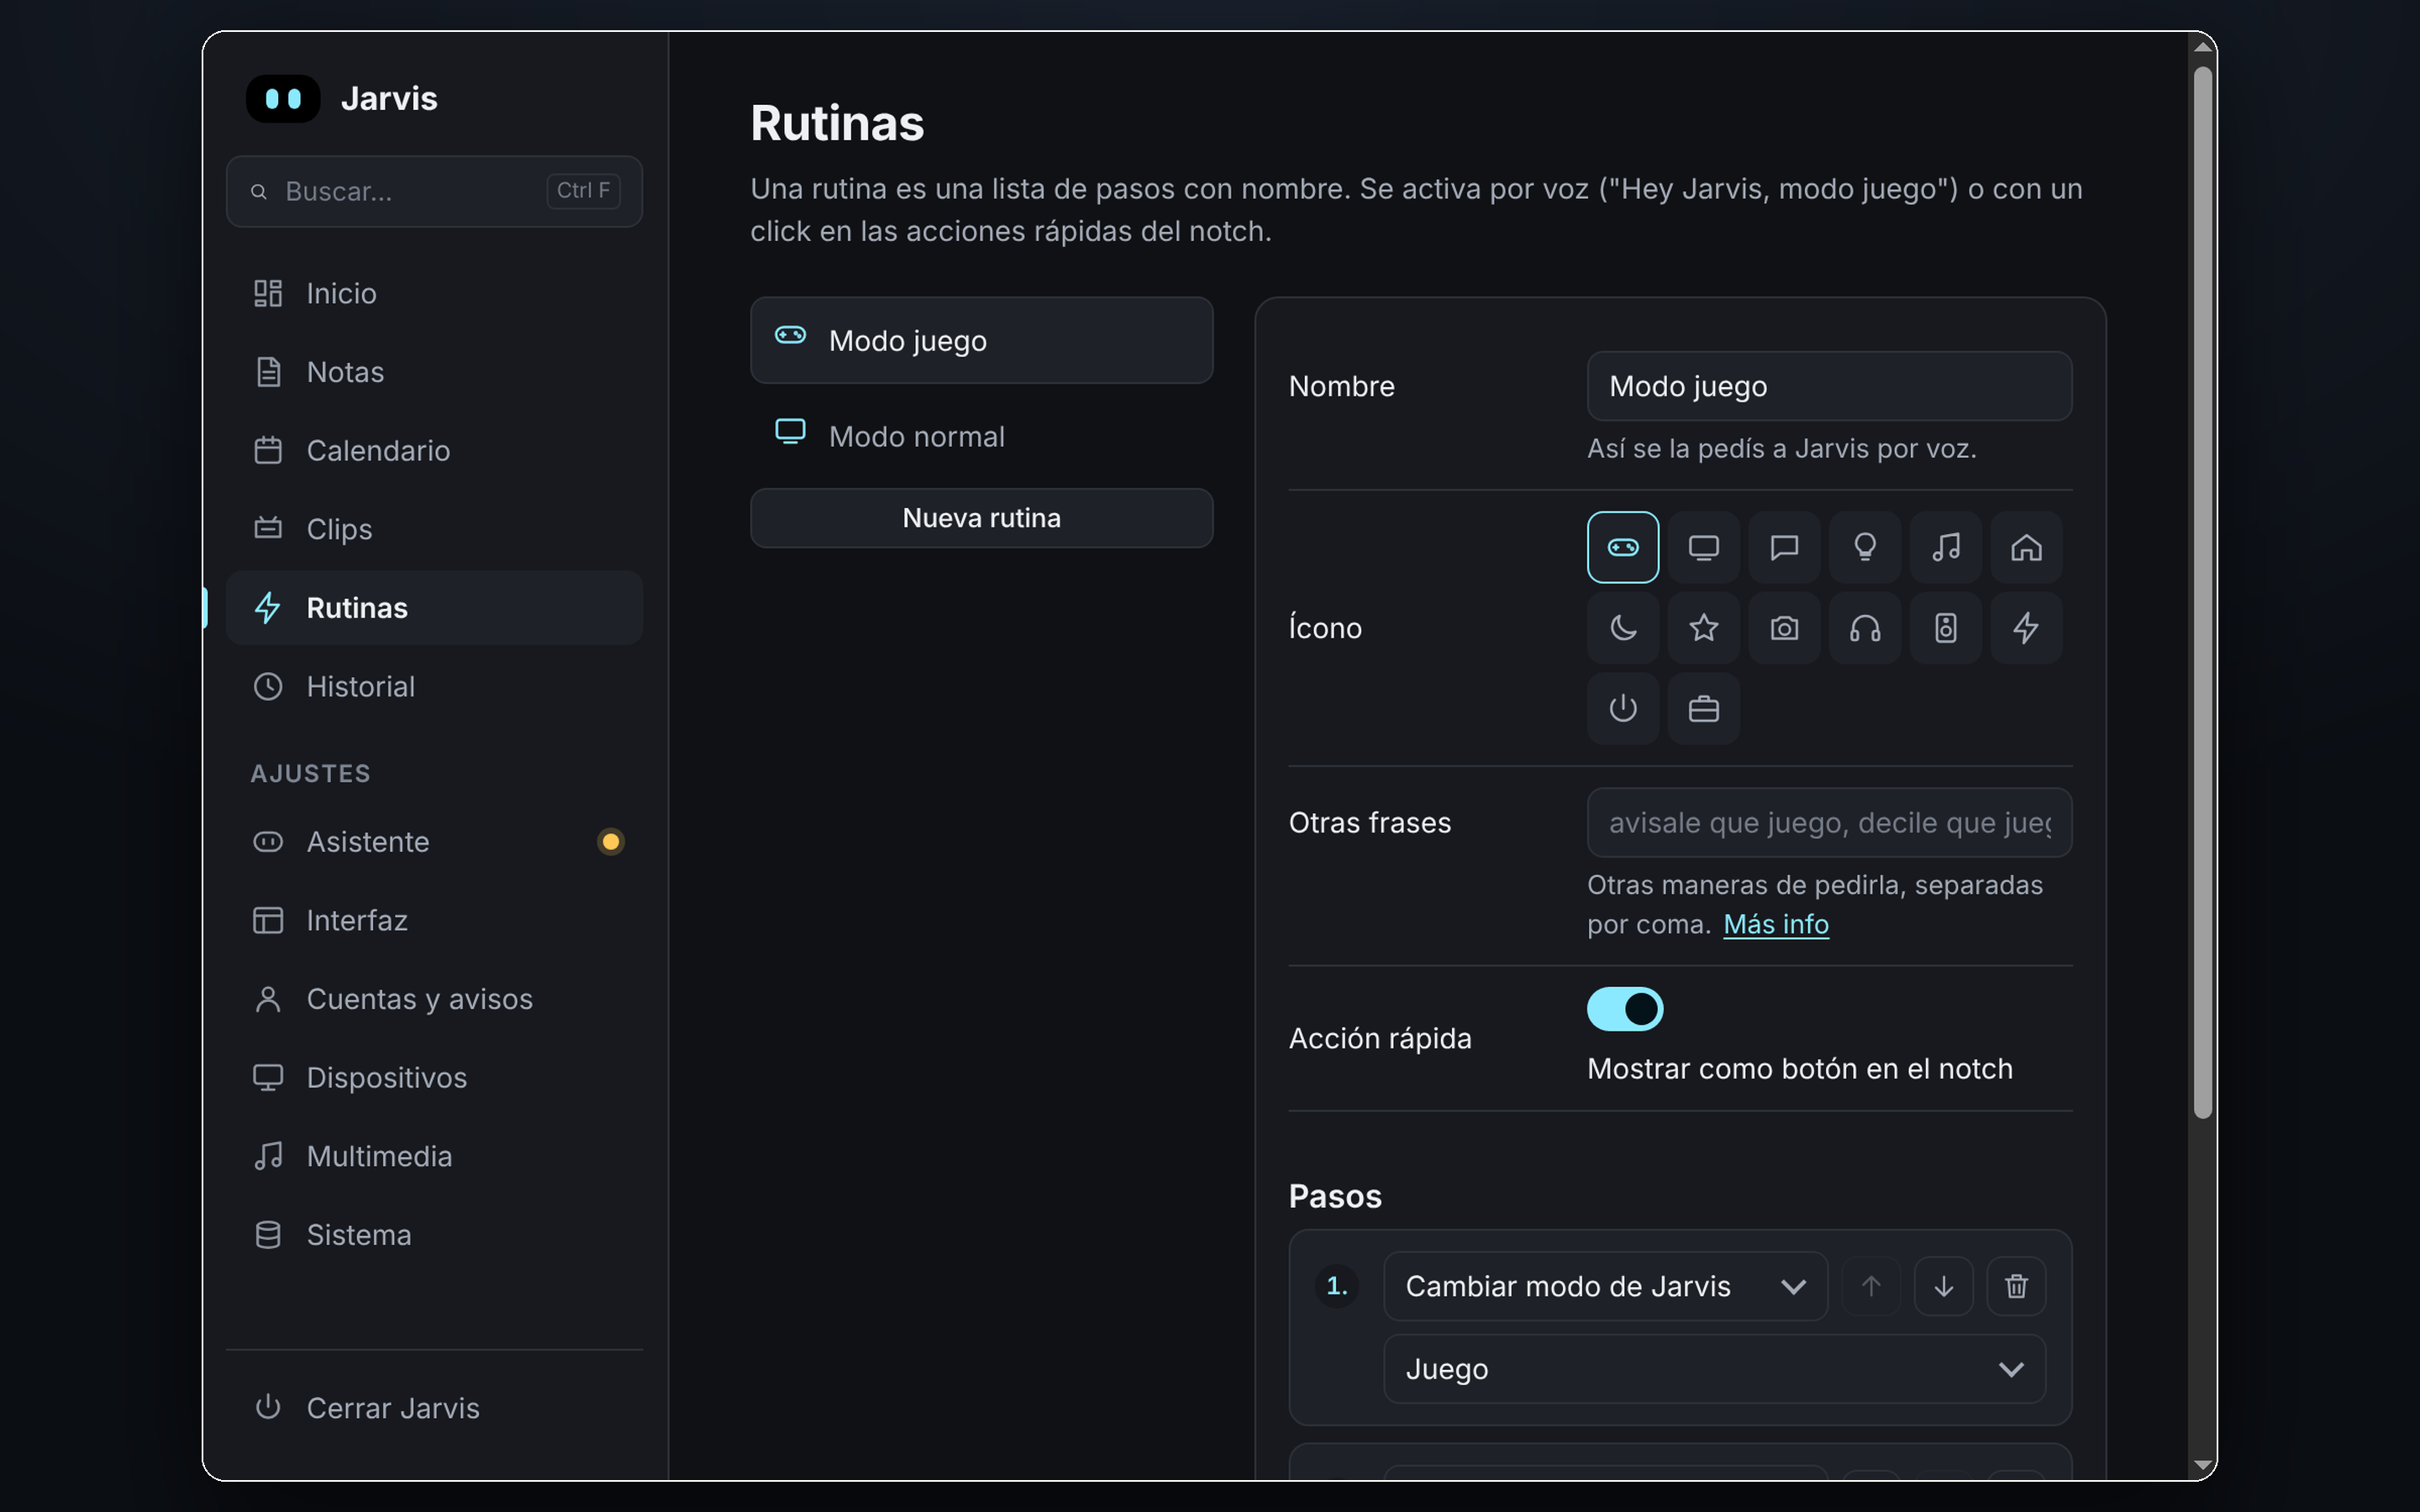 Jarvis
Buscar...
Ctrl F
Inicio
Notas
Calendario
Clips
Rutinas
Historial
AJUSTES
Asistente
Interfaz
Cuentas y avisos
Dispositivos
Multimedia
Sistema
Cerrar Jarvis
Rutinas
Una rutina es una lista de pasos con nombre. Se activa por voz ("Hey Jarvis, modo juego") o con un
click en las acciones rápidas del notch.
Modo juego
Modo normal
Nueva rutina
Nombre
Modo juego
Así se la pedís a Jarvis por voz.
Ícono
Otras frases
avisale que juego, decile que
Otras maneras de pedirla, separadas
por coma. Más info
Acción rápida
Mostrar como botón en el notch
Pasos
1.
Cambiar modo de Jarvis
Juego